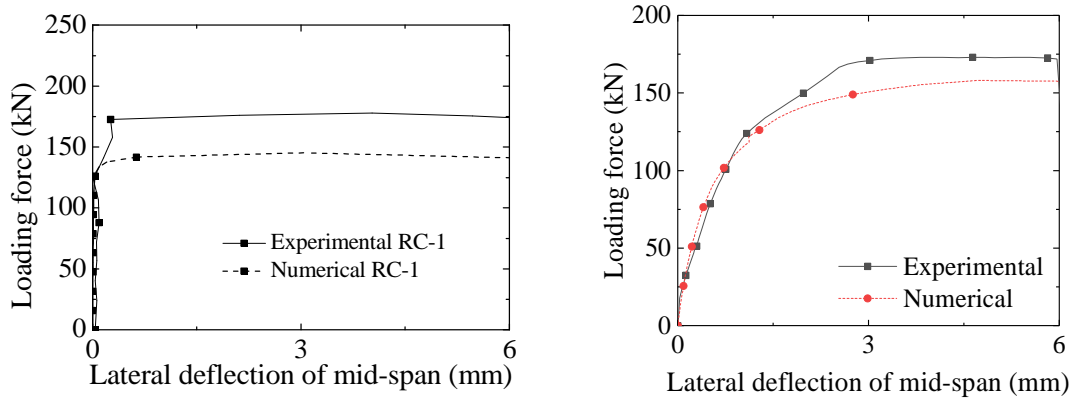 250
200
150
100
50
0
Loading force (kN)
Experimental RC-1
Numerical RC-1
0 3 6
Lateral deflection of mid-span (mm)
200
150
100
50
0
Loading force (kN)
Experimental
Numerical
0 3 6
Lateral deflection of mid-span (mm)